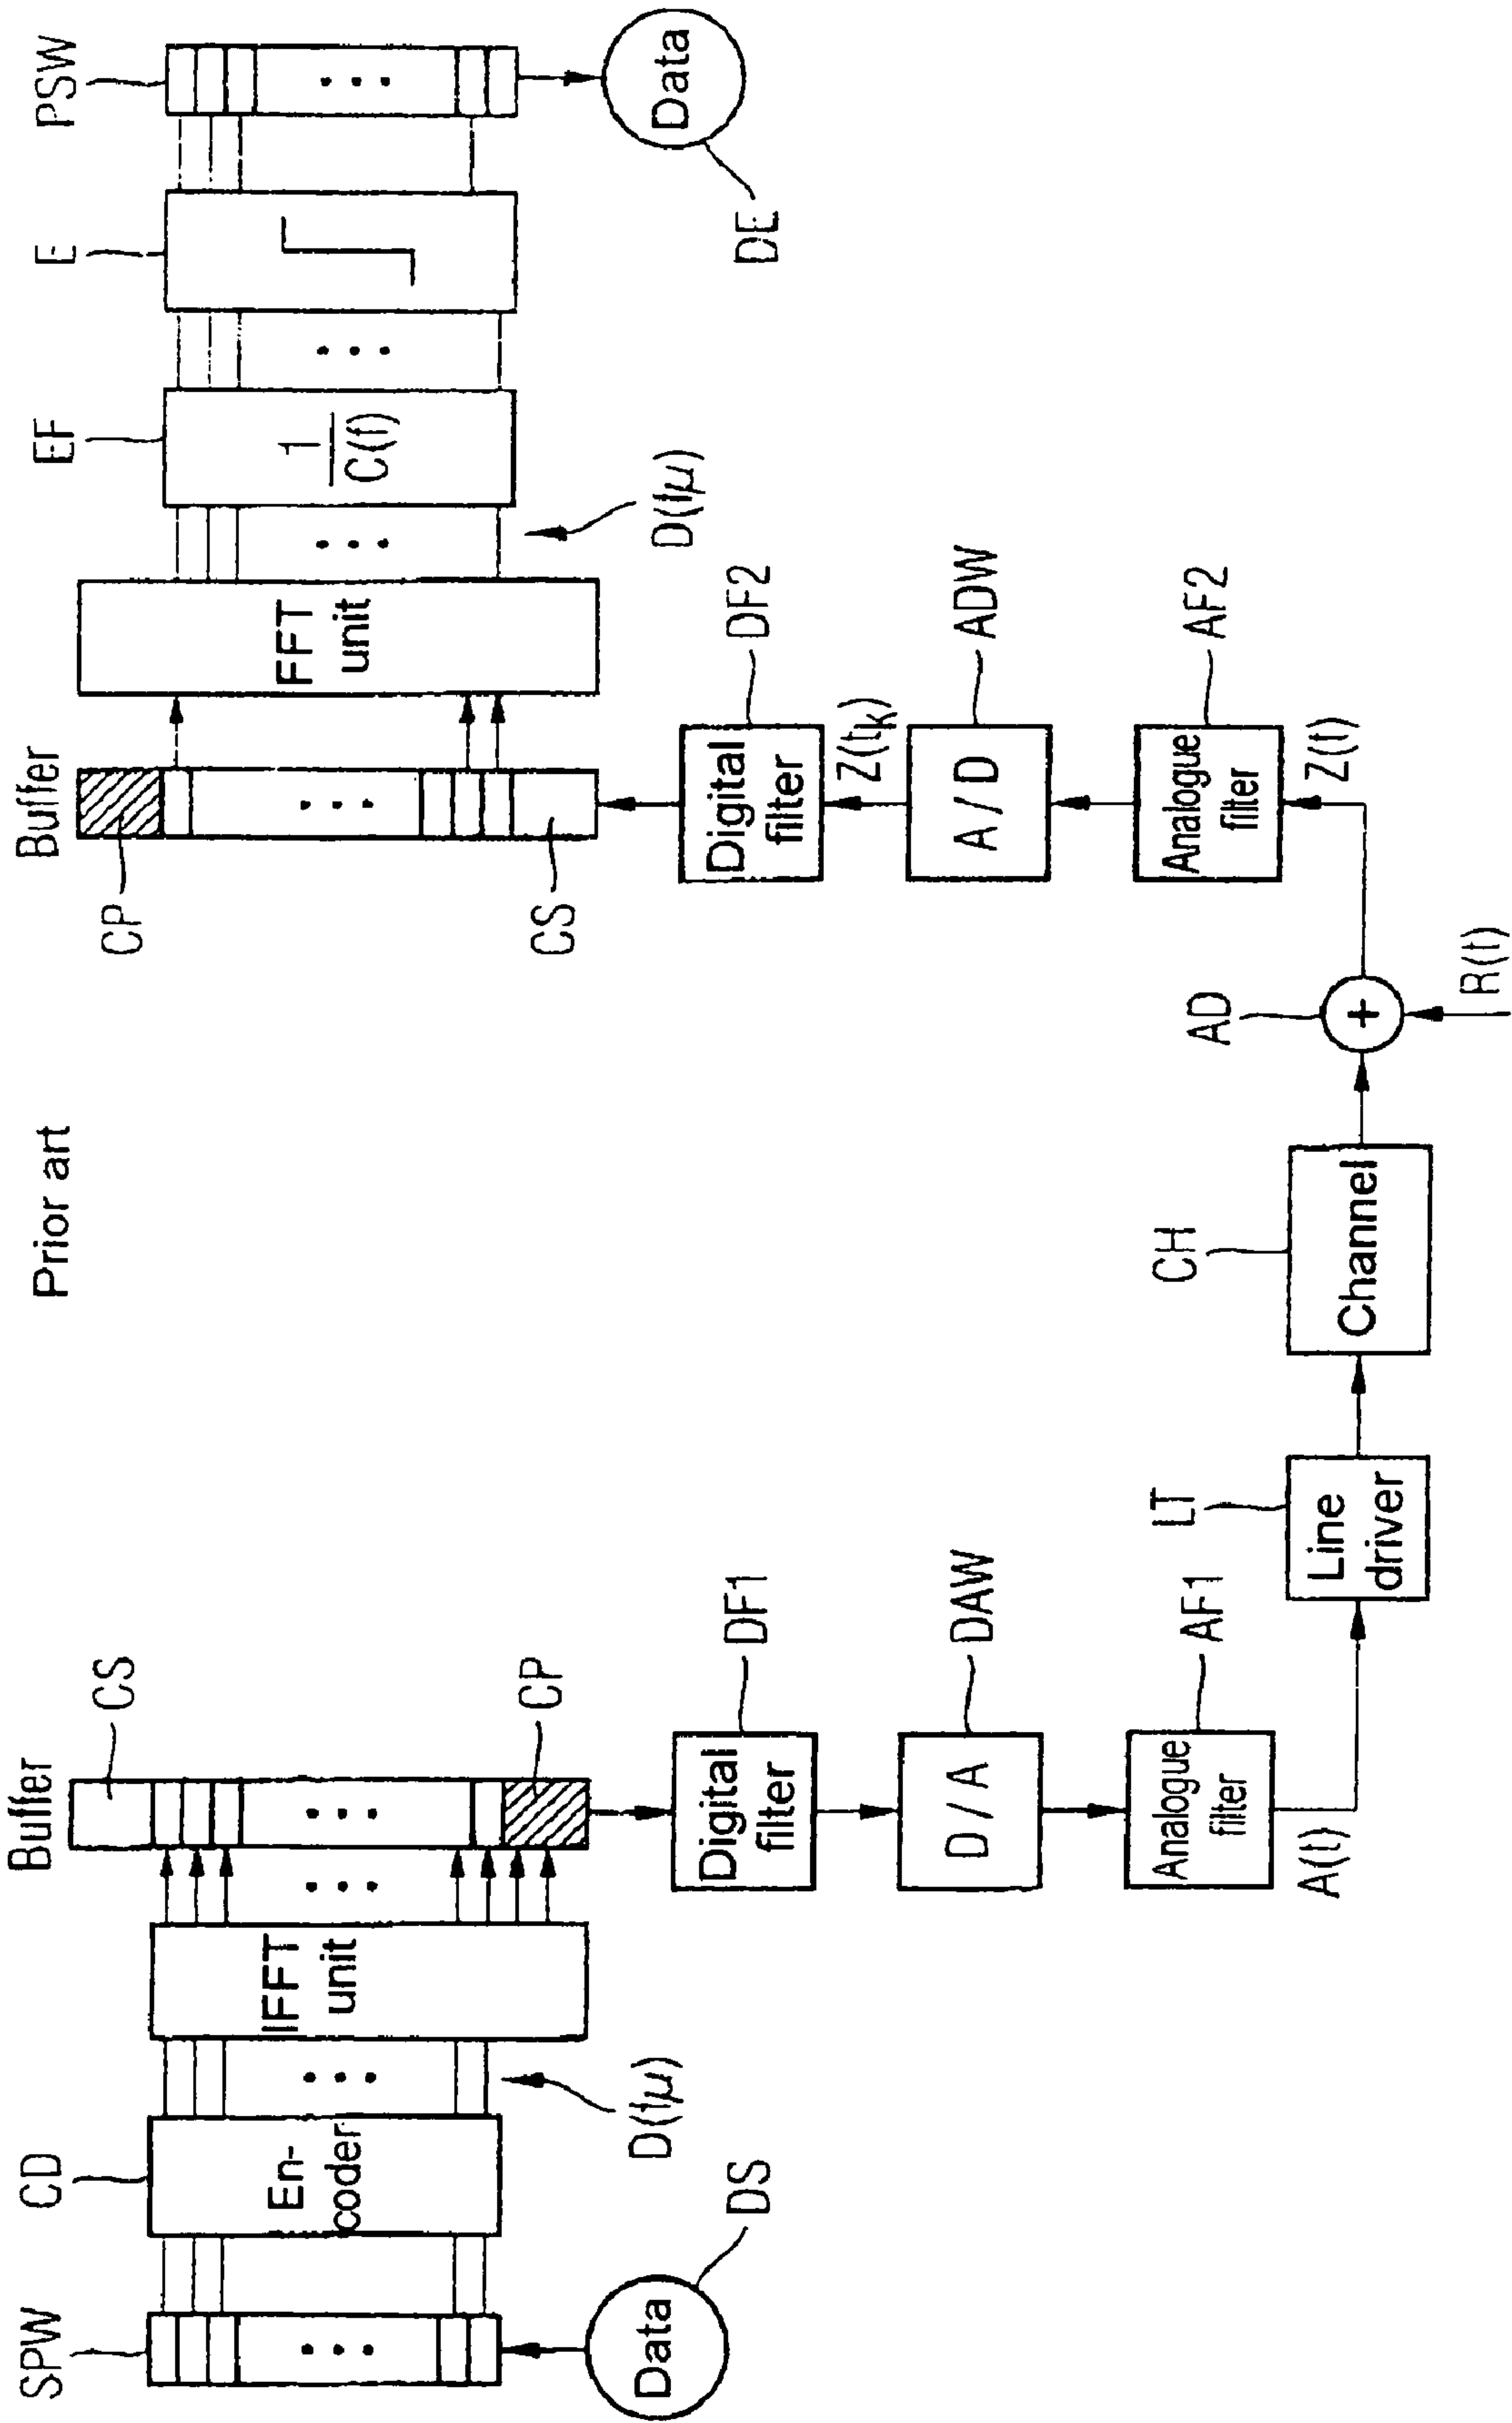 Prior art
SPW
CD
Buffer
CS
En-
coder
IFFT
unit
CP
D(fμ)
Data
DS
Digital
filter
DF1
D / A
DAW
Analogue
filter
AF1
A(t)
Line
driver
LT
Channel
CH
+
AD
R(t)
Z(t)
Analogue
filter
AF2
A / D
ADW
Z(tk)
Digital
filter
DF2
Buffer
CP
CS
FFT
unit
D(fμ)
EF
1
C(f)
E
PSW
Data
DE